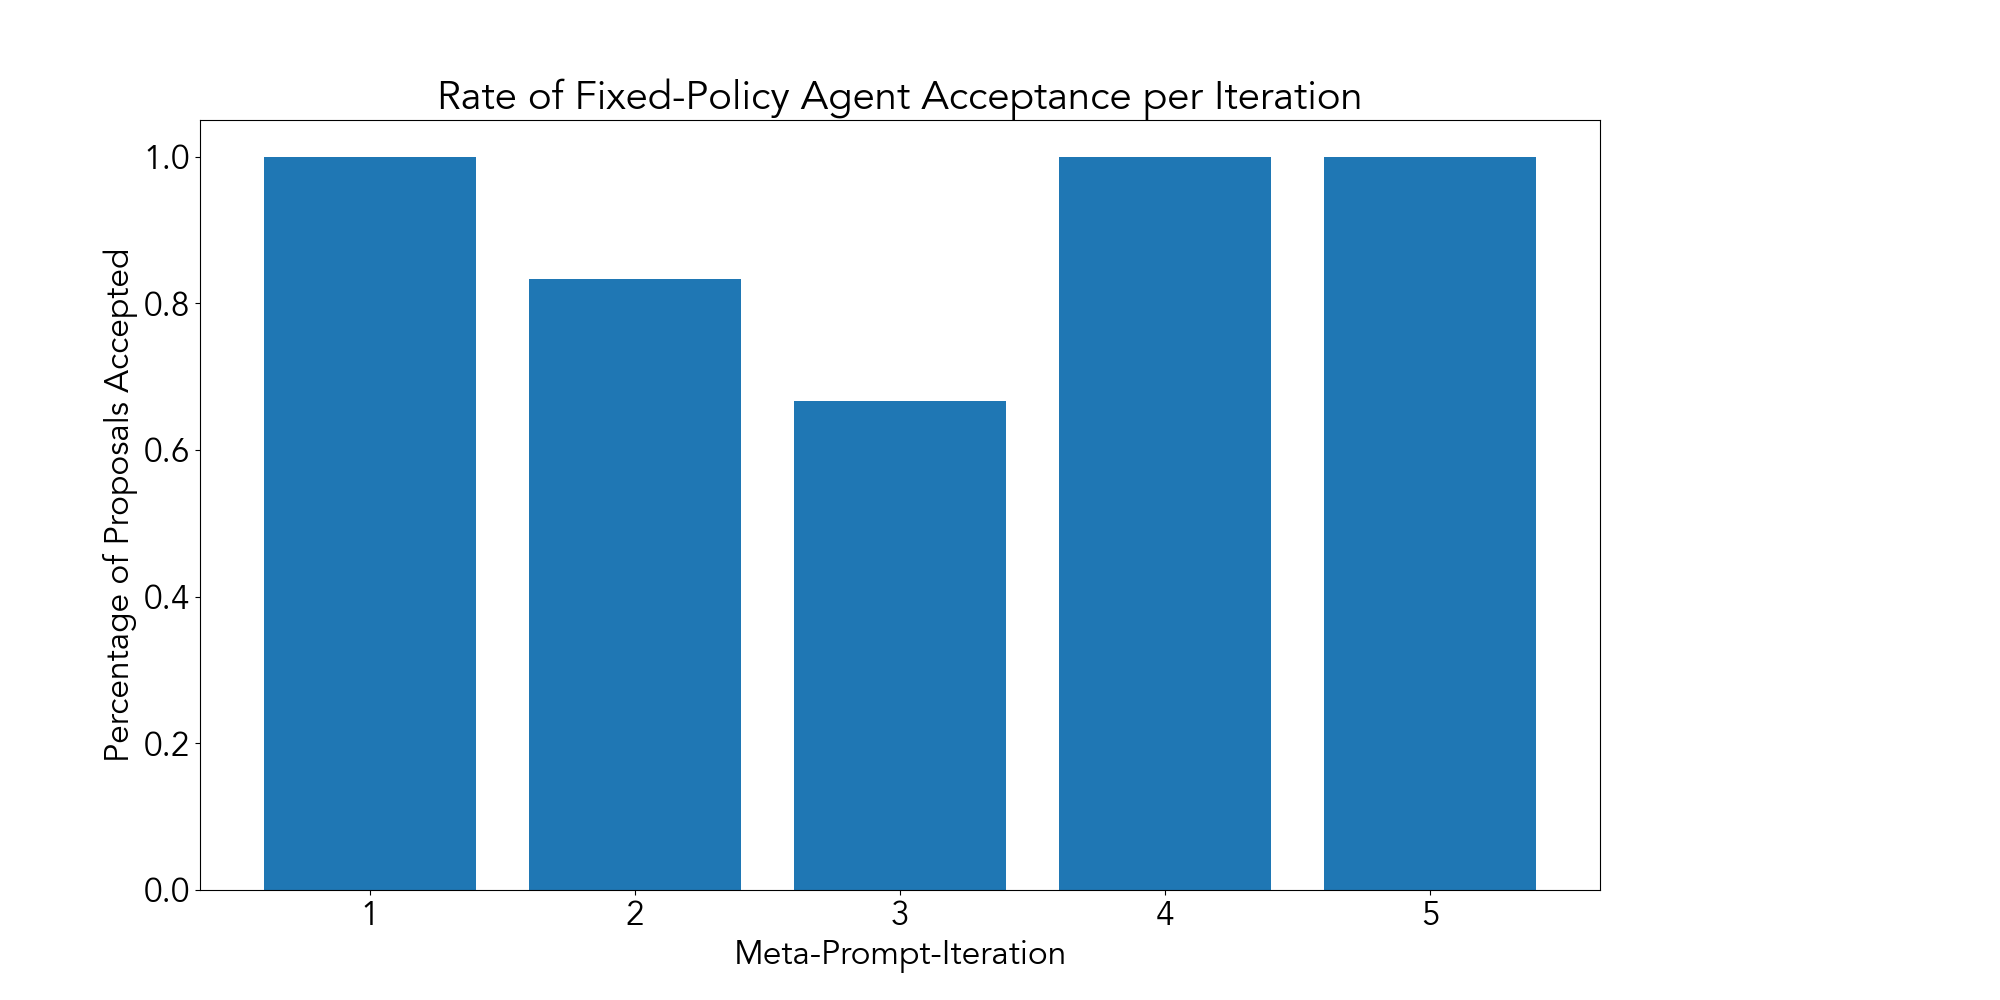 Rate of Fixed-Policy Agent Acceptance per Iteration
Percentage of Proposals Accepted
1.0
0.8
0.6
0.4
0.2
0.0
1 2 3 4 5
Meta-Prompt-Iteration